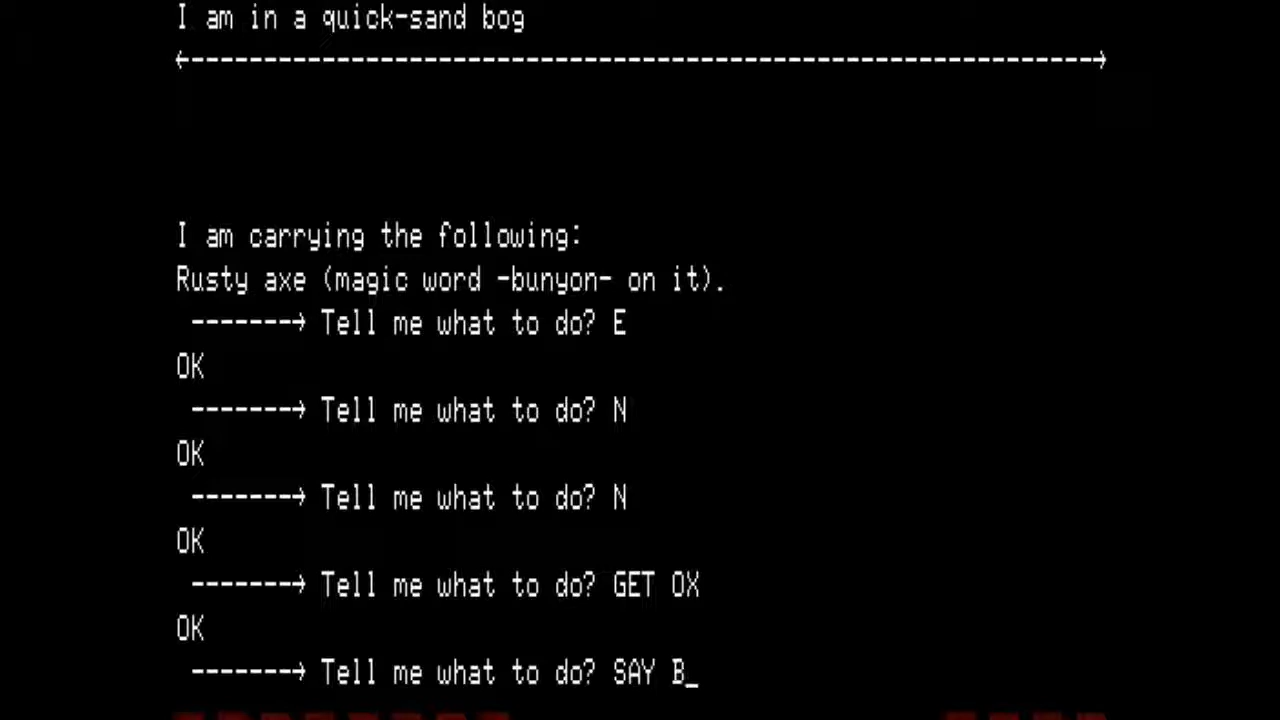 I am in a quick-sand bog
<----------------------------------------------------------------->
I am carrying the following:
Rusty axe (magic word -bunyon- on it).
-------> Tell me what to do? E
OK
-------> Tell me what to do? N
OK
-------> Tell me what to do? N
OK
-------> Tell me what to do? GET OX
OK
-------> Tell me what to do? SAY B_